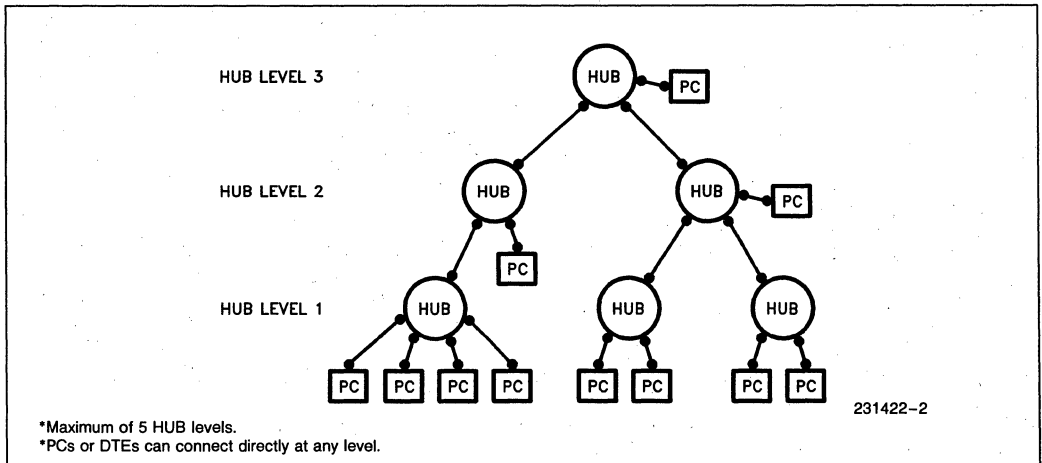 HUB LEVEL 3
HUB
PC
HUB LEVEL 2
HUB
HUB
PC
PC
HUB LEVEL 1
HUB
HUB
HUB
PC
PC
PC
PC
PC
PC
PC
PC
231422–2
*Maximum of 5 HUB levels.
*PCs or DTEs can connect directly at any level.